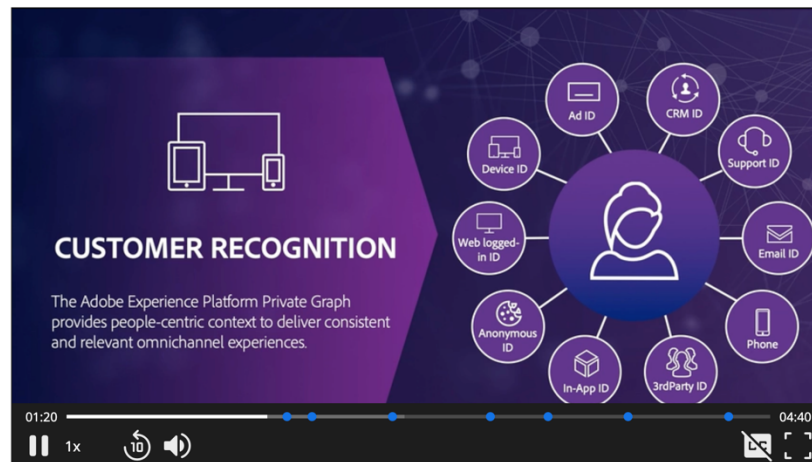 CUSTOMER RECOGNITION
The Adobe Experience Platform Private Graph
provides people-centric context to deliver consistent
and relevant omnichannel experiences.
Ad ID
CRM ID
Device ID
Support ID
Web logged-
in ID
Email ID
Anonymous
ID
Phone
In-App ID
3rdParty ID
01:20
04:40
1x
10
CC